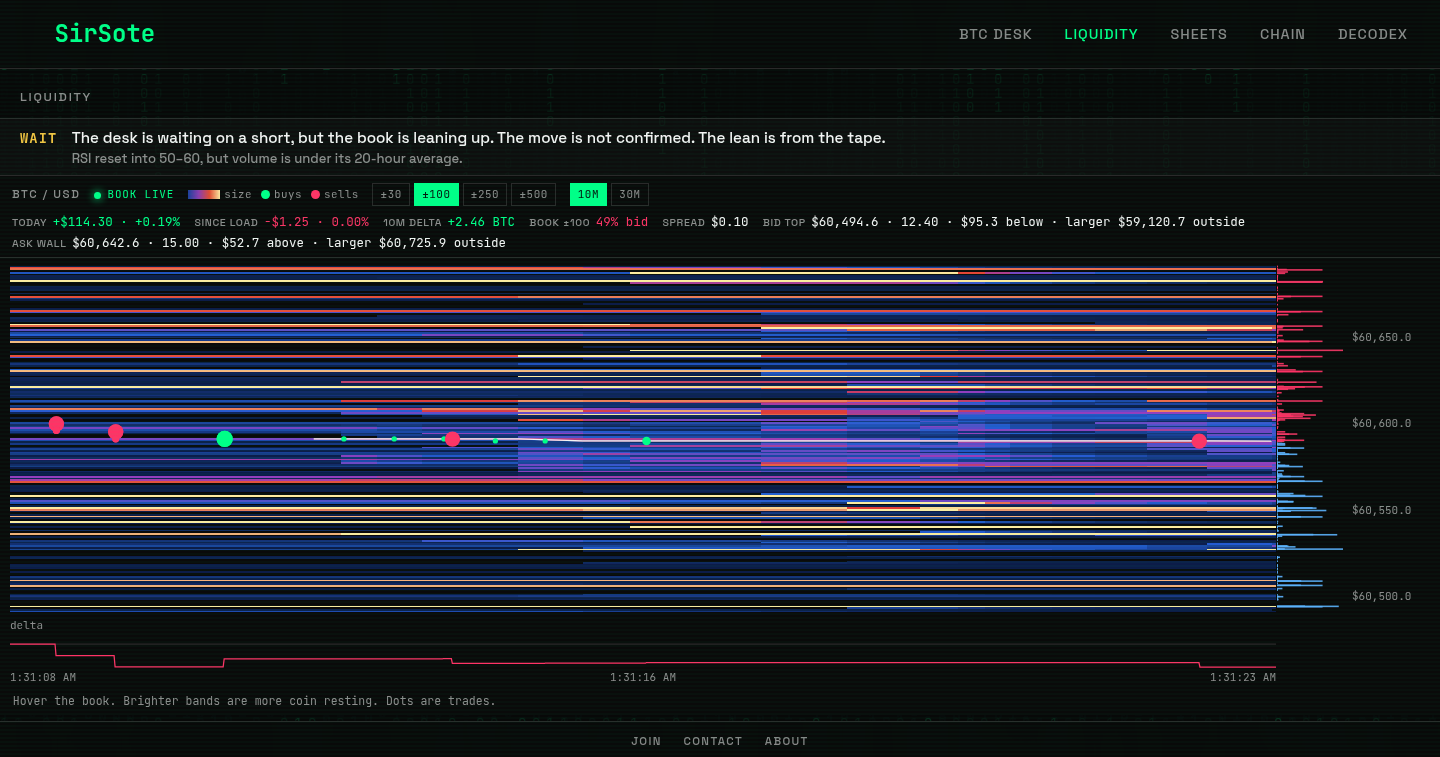 SirSote
BTC DESK LIQUIDITY SHEETS CHAIN DECODEX
LIQUIDITY
WAIT The desk is waiting on a short, but the book is leaning up. The move is not confirmed. The lean is from the tape.
RSI reset into 50–60, but volume is under its 20-hour average.
BTC / USD BOOK LIVE size buys sells ±30 ±100 ±250 ±500 10M 30M
TODAY +$114.30 · +0.19% SINCE LOAD -$1.25 · 0.00% 10M DELTA +2.46 BTC BOOK ±100 49% bid SPREAD $0.10 BID TOP $60,494.6 · 12.40 · $95.3 below · larger $59,120.7 outside
ASK WALL $60,642.6 · 15.00 · $52.7 above · larger $60,725.9 outside
$60,650.0
$60,600.0
$60,550.0
$60,500.0
delta
1:31:08 AM 1:31:16 AM 1:31:23 AM
Hover the book. Brighter bands are more coin resting. Dots are trades.
JOIN CONTACT ABOUT